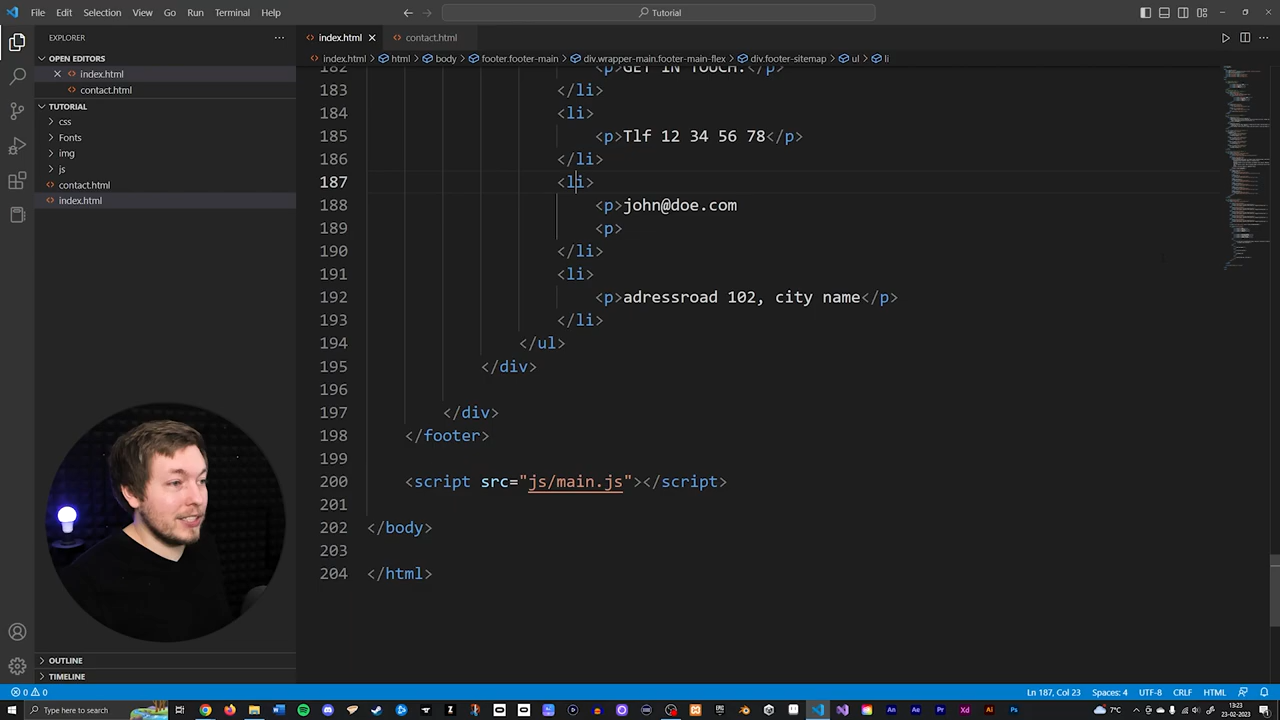 File Edit Selection View Go Run Terminal Help
Tutorial
EXPLORER
OPEN EDITORS
index.html
contact.html
TUTORIAL
css
Fonts
img
js
contact.html
index.html
OUTLINE
TIMELINE
index.html
contact.html
index.html > html > body > footer.footer-main > div.wrapper-main.footer-main-flex > div.footer-sitemap > ul > li
182 <p>GET IN TOUCH:</p>
183 </li>
184 <li>
185 <p>Tlf 12 34 56 78</p>
186 </li>
187 <li>
188 <p>john@doe.com
189 <p>
190 </li>
191 <li>
192 <p>adressroad 102, city name</p>
193 </li>
194 </ul>
195 </div>
196
197 </div>
198 </footer>
199
200 <script src="js/main.js"></script>
201
202 </body>
203
204 </html>
0 0
Ln 187, Col 23 Spaces: 4 UTF-8 CRLF HTML
Type here to search
7°C
13:23
23-02-2023